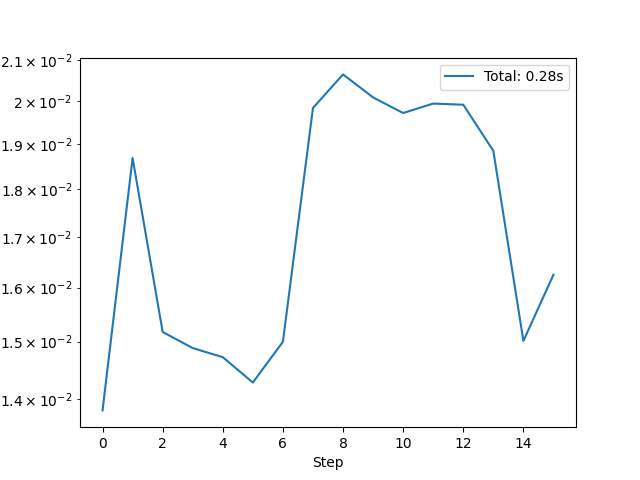 2.1 × 10⁻²
2 × 10⁻²
1.9 × 10⁻²
1.8 × 10⁻²
1.7 × 10⁻²
1.6 × 10⁻²
1.5 × 10⁻²
1.4 × 10⁻²
Total: 0.28s
0 2 4 6 8 10 12 14
Step